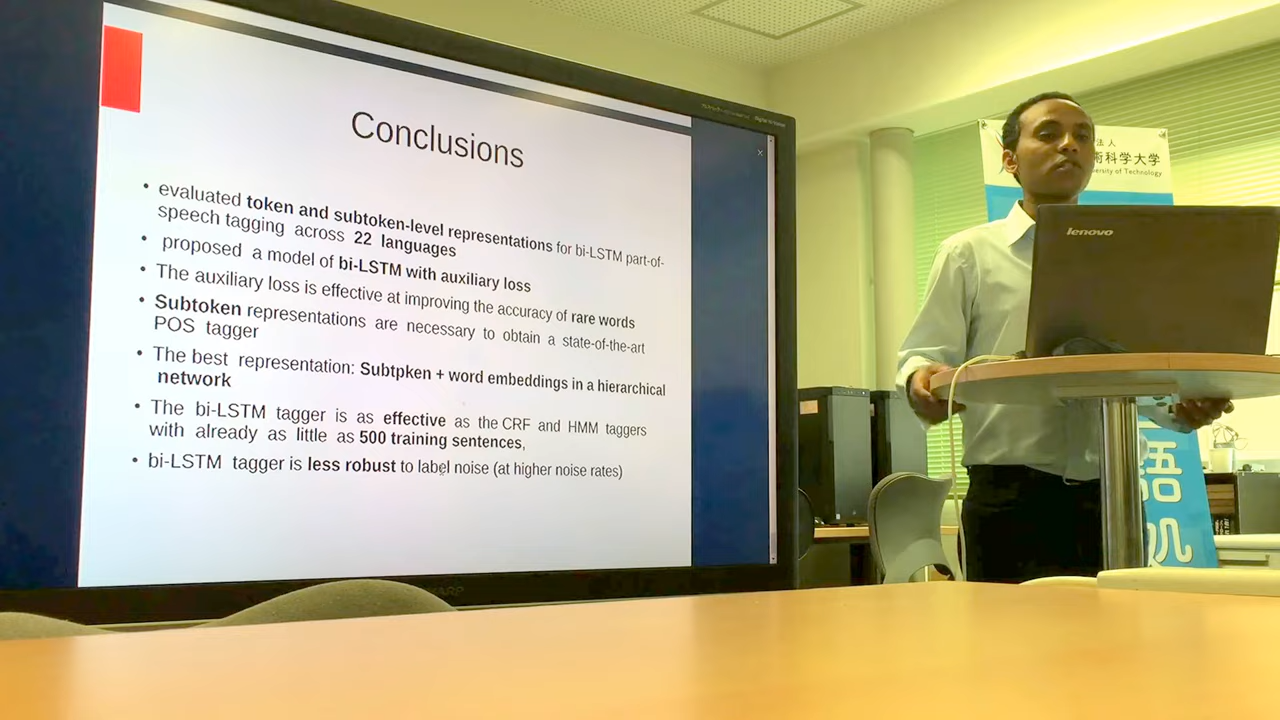 Conclusions
• evaluated token and subtoken-level representations for bi-LSTM part-of-
speech tagging across 22 languages
• proposed a model of bi-LSTM with auxiliary loss
• The auxiliary loss is effective at improving the accuracy of rare words
• Subtoken representations are necessary to obtain a state-of-the-art
POS tagger
• The best representation: Subtpken + word embeddings in a hierarchical
network
• The bi-LSTM tagger is as effective as the CRF and HMM taggers
with already as little as 500 training sentences,
• bi-LSTM tagger is less robust to label noise (at higher noise rates)
法人
術科学大学
versity of Technology
lenovo
語
処